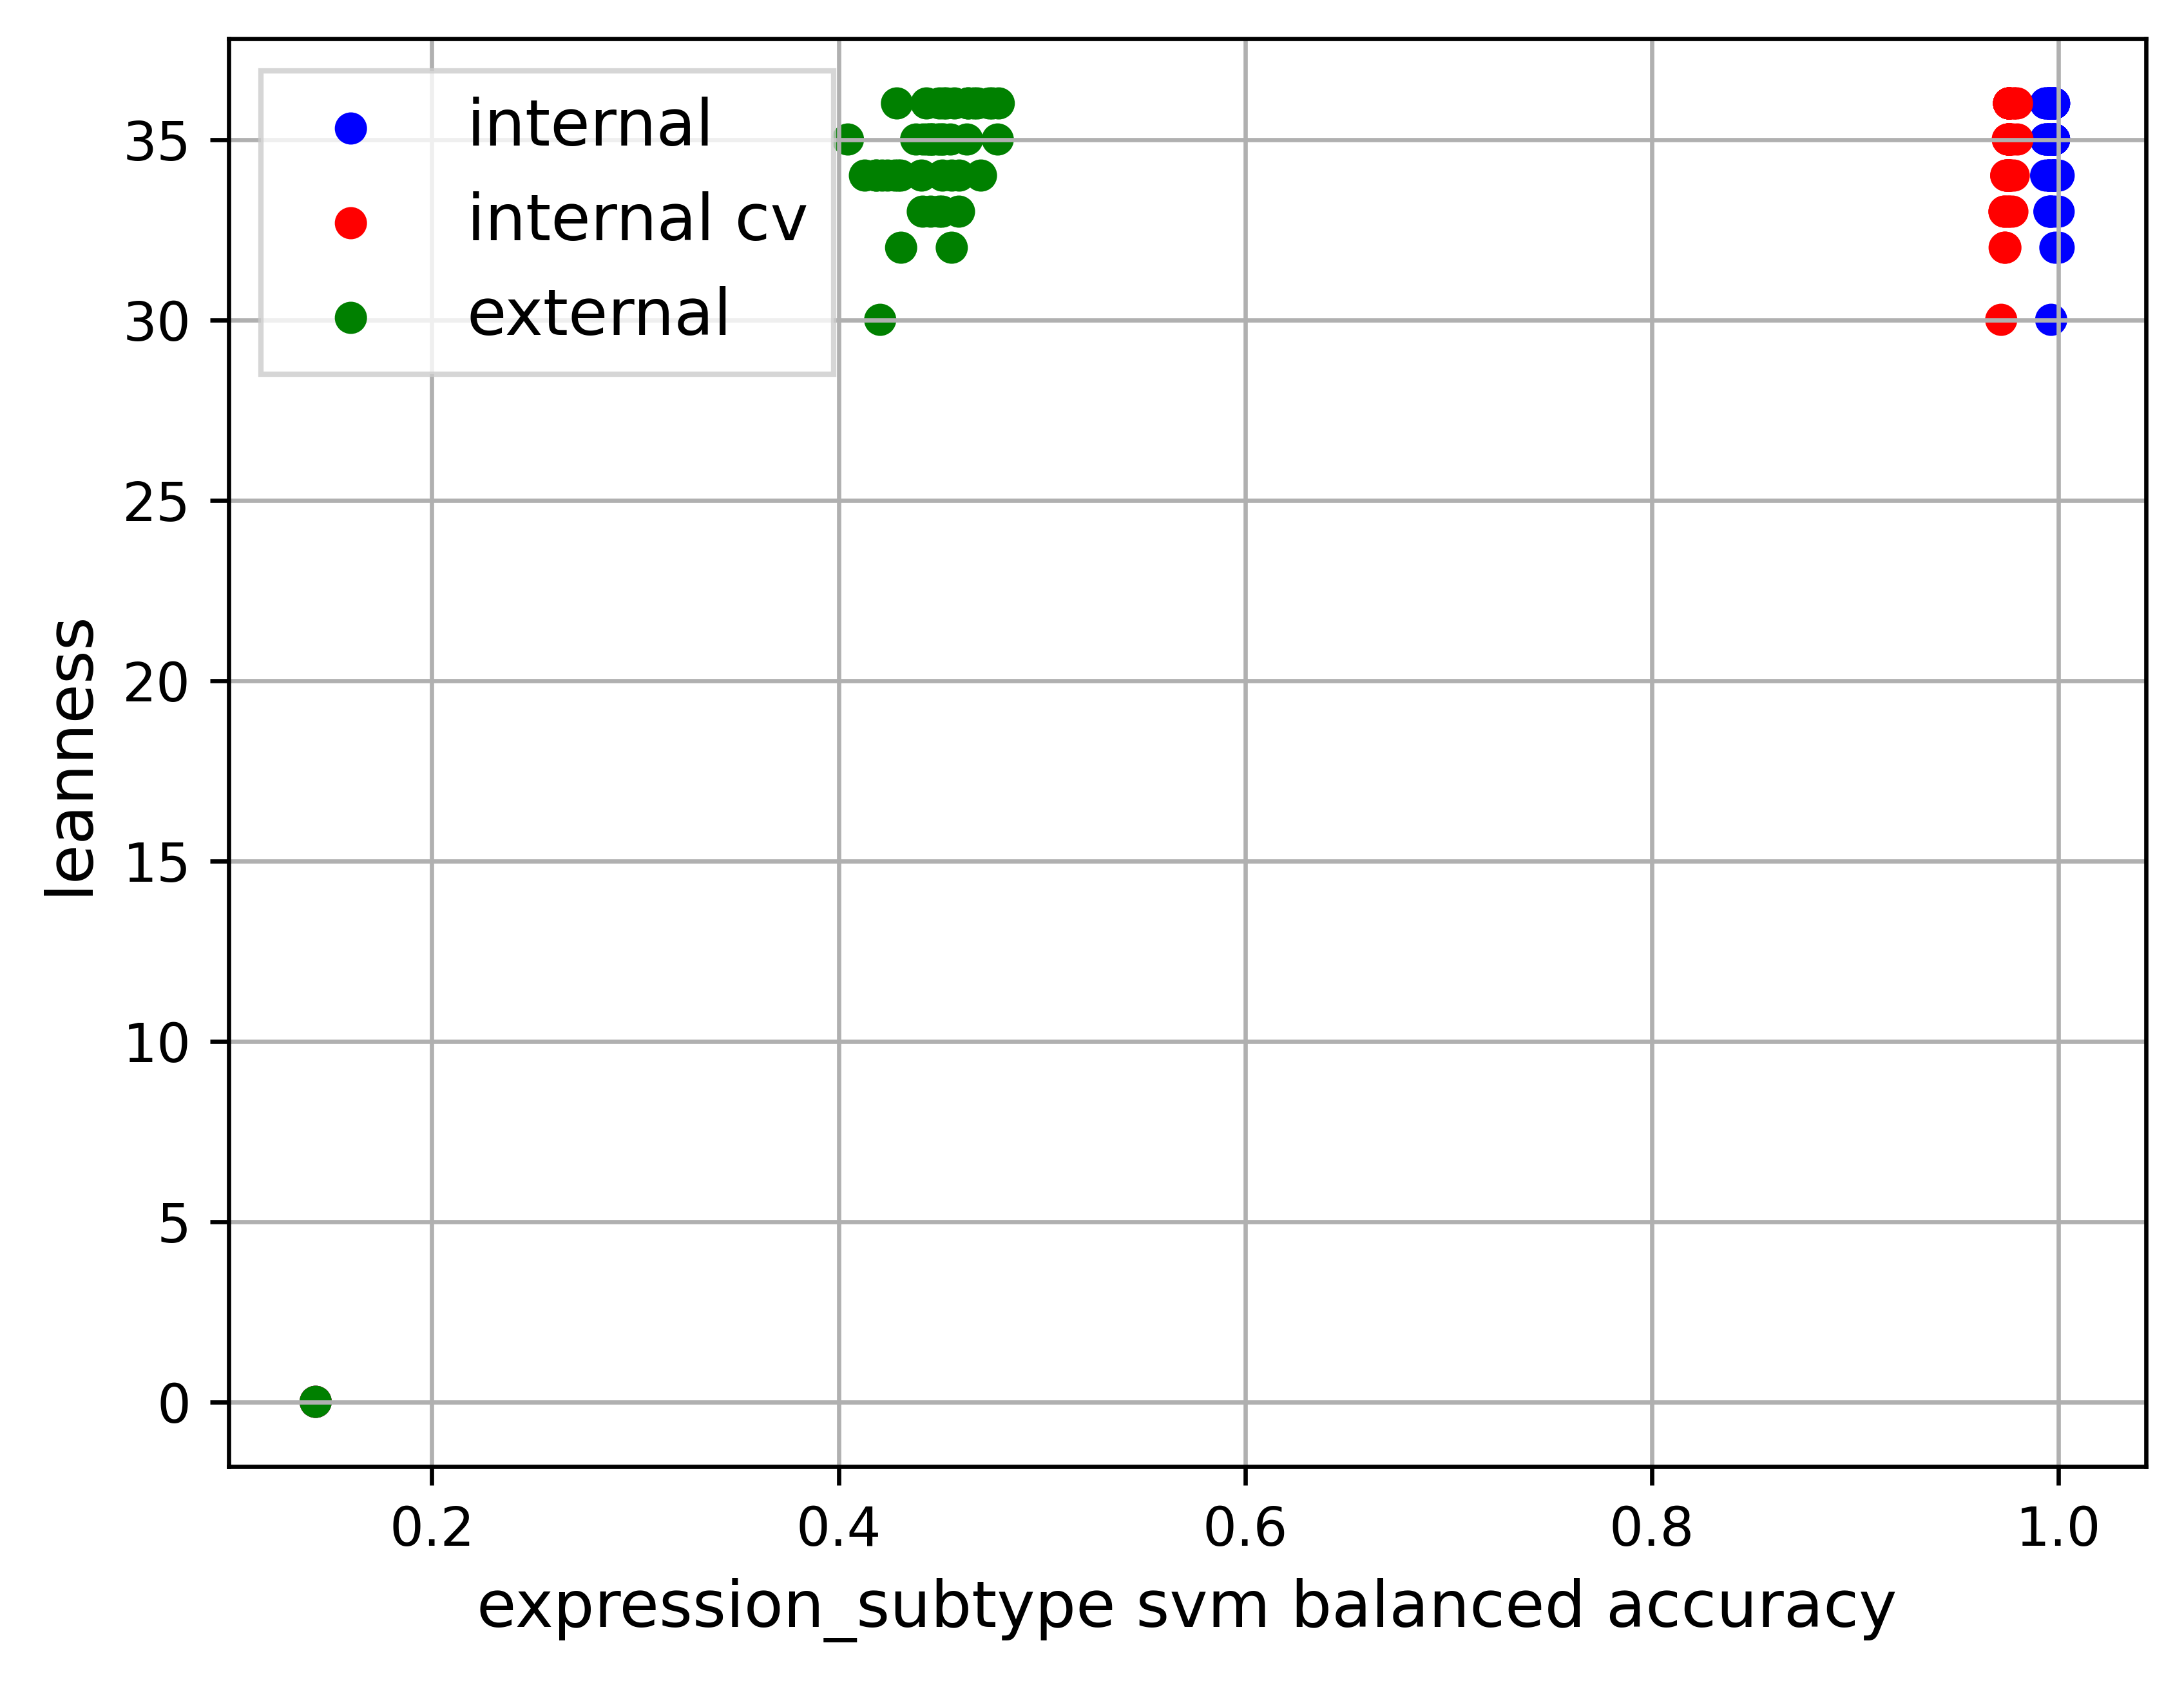 internal
internal cv
external
35
30
25
20
15
10
5
0
leanness
0.2 0.4 0.6 0.8 1.0
expression_subtype svm balanced accuracy